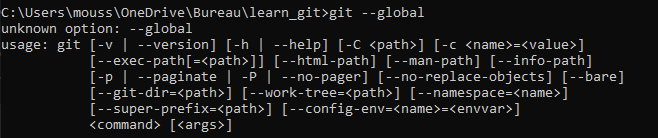 C:\Users\mouss\OneDrive\Bureau\learn_git>git --global
unknown option: --global
usage: git [-v | --version] [-h | --help] [-C <path>] [-c <name>=<value>]
           [--exec-path[=<path>]] [--html-path] [--man-path] [--info-path]
           [-p | --paginate | -P | --no-pager] [--no-replace-objects] [--bare]
           [--git-dir=<path>] [--work-tree=<path>] [--namespace=<name>]
           [--super-prefix=<path>] [--config-env=<name>=<envvar>]
           <command> [<args>]